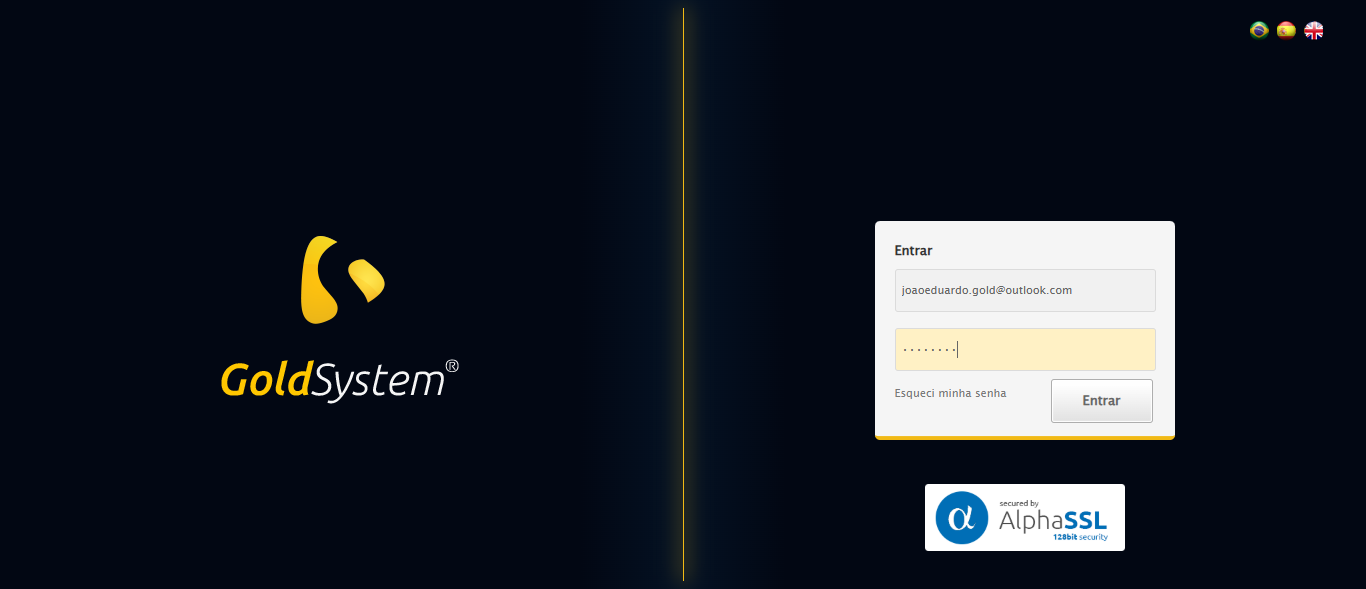 GoldSystem®
Entrar
joaoeduardo.gold@outlook.com
········
Esqueci minha senha
Entrar
secured by
AlphaSSL
128bit security
α